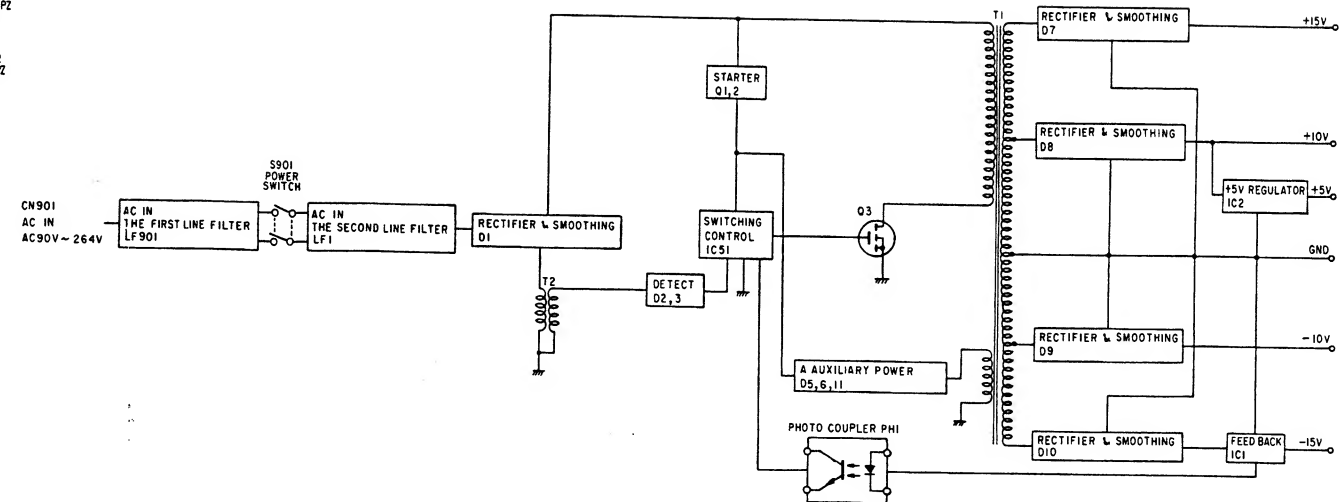 PZ
Z
T1
RECTIFIER & SMOOTHING
D7
+15V
STARTER
Q1,2
RECTIFIER & SMOOTHING
D8
+10V
+5V REGULATOR
IC2
+5V
S901
POWER
SWITCH
CN901
AC IN
AC90V~264V
AC IN
THE FIRST LINE FILTER
LF901
AC IN
THE SECOND LINE FILTER
LF1
RECTIFIER & SMOOTHING
D1
SWITCHING
CONTROL
IC51
Q3
GND
T2
DETECT
D2,3
RECTIFIER & SMOOTHING
D9
-10V
A AUXILIARY POWER
D5,6,11
PHOTO COUPLER PH1
RECTIFIER & SMOOTHING
D10
FEED BACK
IC1
-15V